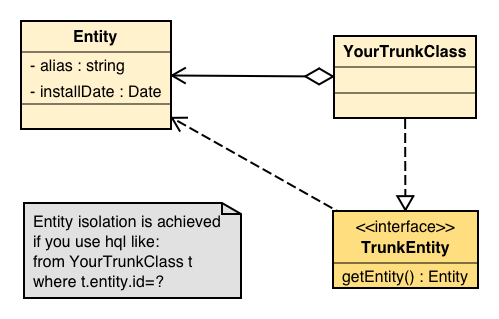 Entity
- alias : string
- installDate : Date
YourTrunkClass
<<interface>>
TrunkEntity
getEntity() : Entity
Entity isolation is achieved
if you use hql like:
from YourTrunkClass t
where t.entity.id=?